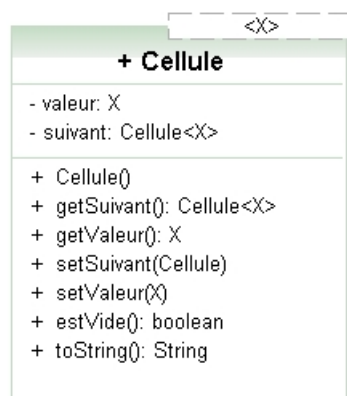 <X>
+ Cellule
- valeur: X
- suivant: Cellule<X>
+ Cellule()
+ getSuivant(): Cellule<X>
+ getValeur(): X
+ setSuivant(Cellule)
+ setValeur(X)
+ estVide(): boolean
+ toString(): String